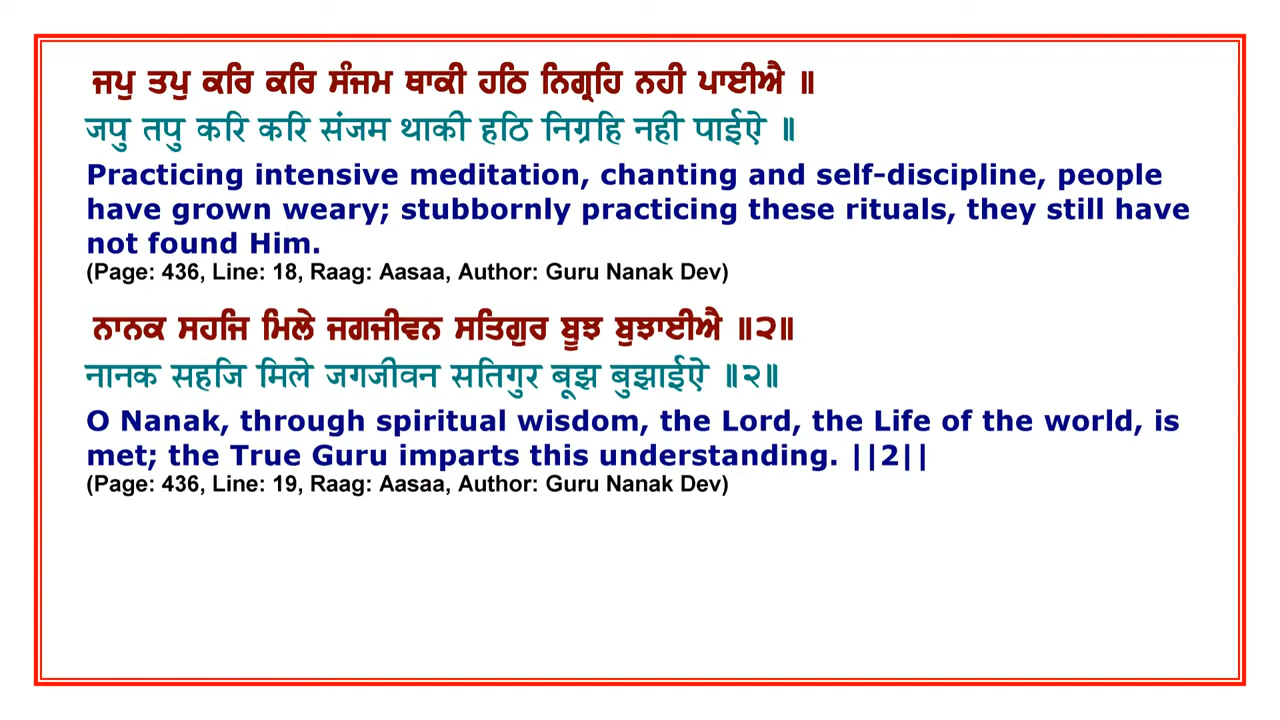 ਜਪੁ ਤਪੁ ਕਰਿ ਕਰਿ ਸੰਜਮ ਥਾਕੀ ਹਠਿ ਨਿਗ੍ਰਹਿ ਨਹੀ ਪਾਈਐ ॥
जपु तपु करि करि संजम थाकी हठि निग्रहि नही पाईऐ ॥
Practicing intensive meditation, chanting and self-discipline, people
have grown weary; stubbornly practicing these rituals, they still have
not found Him.
(Page: 436, Line: 18, Raag: Aasaa, Author: Guru Nanak Dev)
ਨਾਨਕ ਸਹਜਿ ਮਿਲੇ ਜਗਜੀਵਨ ਸਤਿਗੁਰ ਬੂਝ ਬੁਝਾਈਐ ॥੨॥
नानक सहजि मिले जगजीवन सतिगुर बूझ बुझाईऐ ॥२॥
O Nanak, through spiritual wisdom, the Lord, the Life of the world, is
met; the True Guru imparts this understanding. ||2||
(Page: 436, Line: 19, Raag: Aasaa, Author: Guru Nanak Dev)